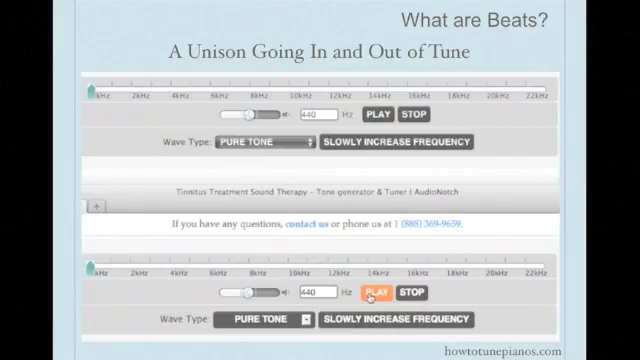 What are Beats?
A Unison Going In and Out of Tune
kHz 2kHz 4kHz 6kHz 8kHz 10kHz 12kHz 14kHz 16kHz 18kHz 20kHz 22kHz
440 Hz PLAY STOP
Wave Type: PURE TONE SLOWLY INCREASE FREQUENCY
Tinnitus Treatment Sound Therapy – Tone generator & Tuner | AudioNotch
+
If you have any questions, contact us or phone us at 1 (888) 369-9659.
kHz 2kHz 4kHz 6kHz 8kHz 10kHz 12kHz 14kHz 16kHz 18kHz 20kHz 22kHz
440 Hz PLAY STOP
Wave Type: PURE TONE SLOWLY INCREASE FREQUENCY
howtotunepianos.com